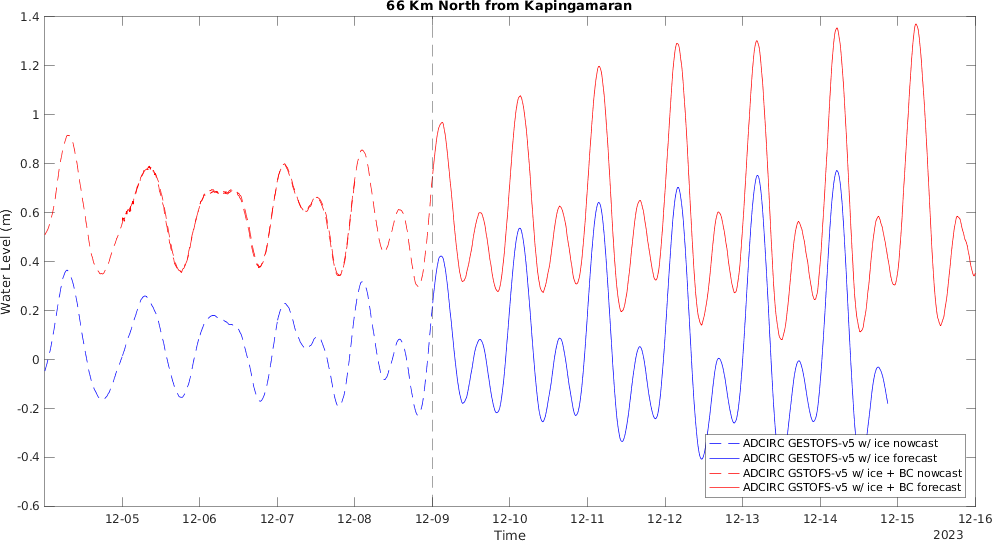 66 Km North from Kapingamaran
1.4
1.2
1
0.8
0.6
0.4
0.2
0
-0.2
-0.4
-0.6
Water Level (m)
ADCIRC GESTOFS-v5 w/ ice nowcast
ADCIRC GESTOFS-v5 w/ ice forecast
ADCIRC GSTOFS-v5 w/ ice + BC nowcast
ADCIRC GSTOFS-v5 w/ ice + BC forecast
12-05 12-06 12-07 12-08 12-09 12-10 12-11 12-12 12-13 12-14 12-15 12-16
Time
2023